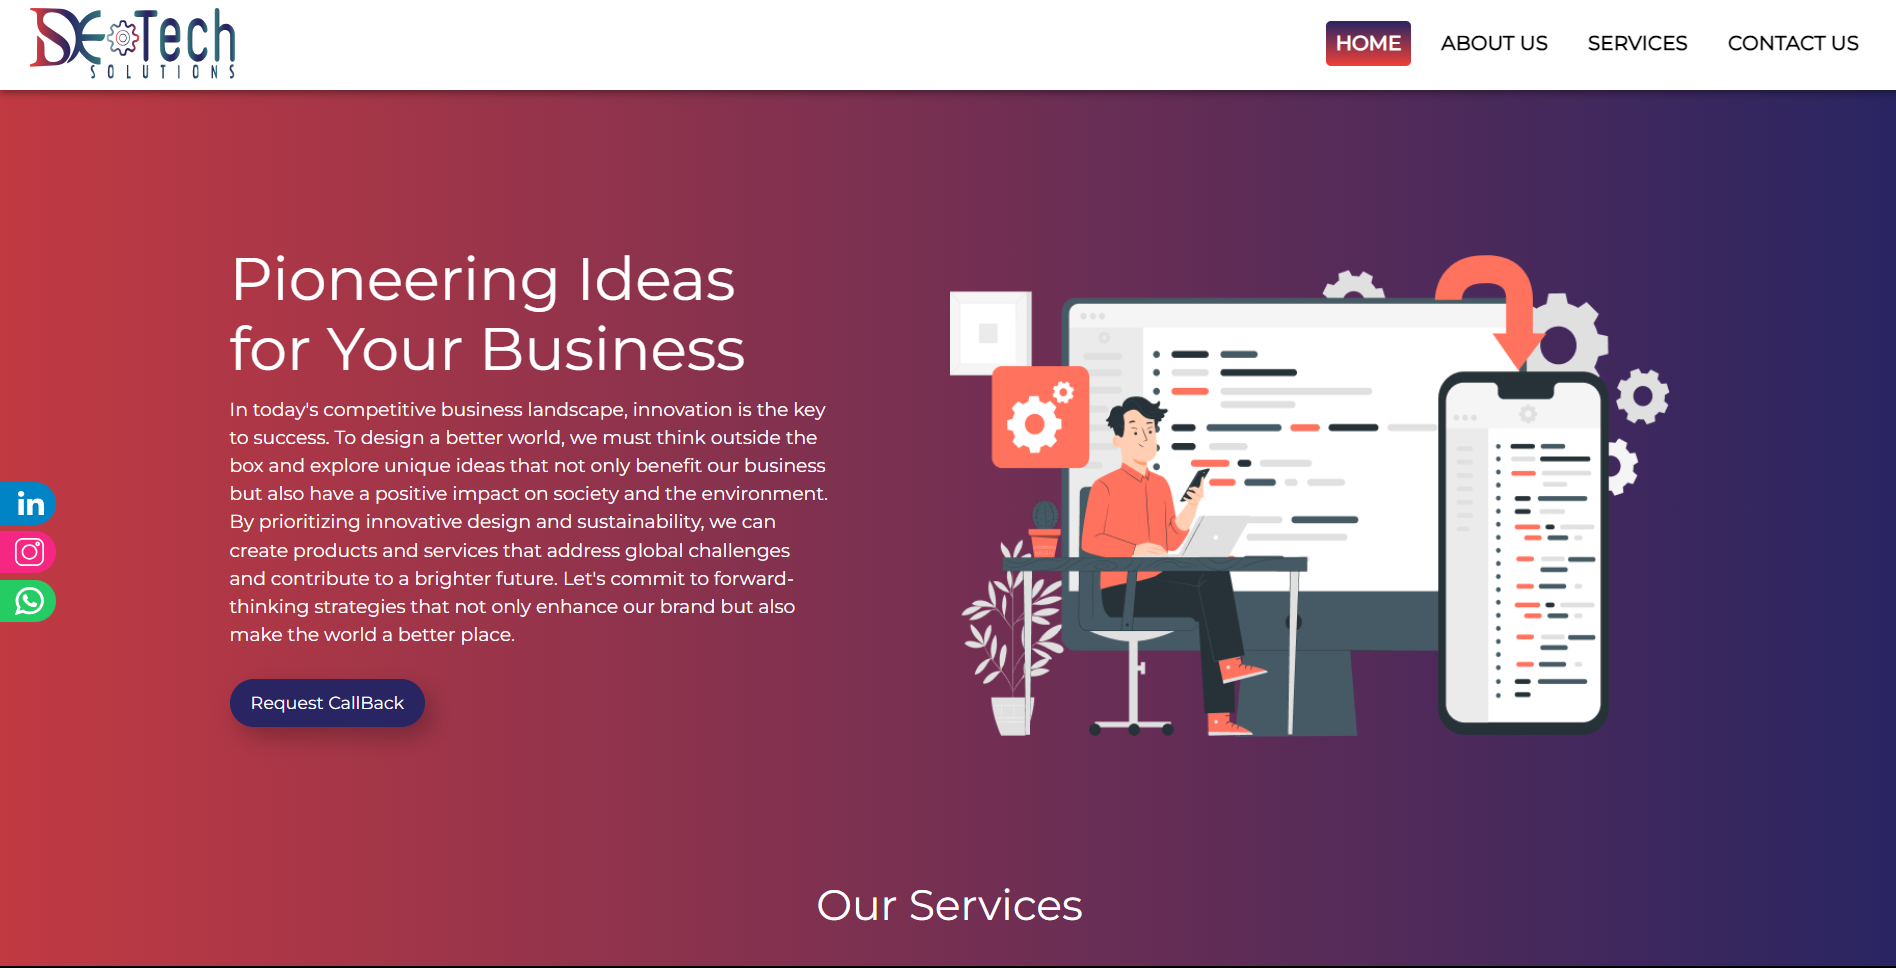 Tech
SOLUTIONS
HOME
ABOUT US
SERVICES
CONTACT US
Pioneering Ideas
for Your Business
In today's competitive business landscape, innovation is the key
to success. To design a better world, we must think outside the
box and explore unique ideas that not only benefit our business
but also have a positive impact on society and the environment.
By prioritizing innovative design and sustainability, we can
create products and services that address global challenges
and contribute to a brighter future. Let's commit to forward-
thinking strategies that not only enhance our brand but also
make the world a better place.
in
Request CallBack
Our Services